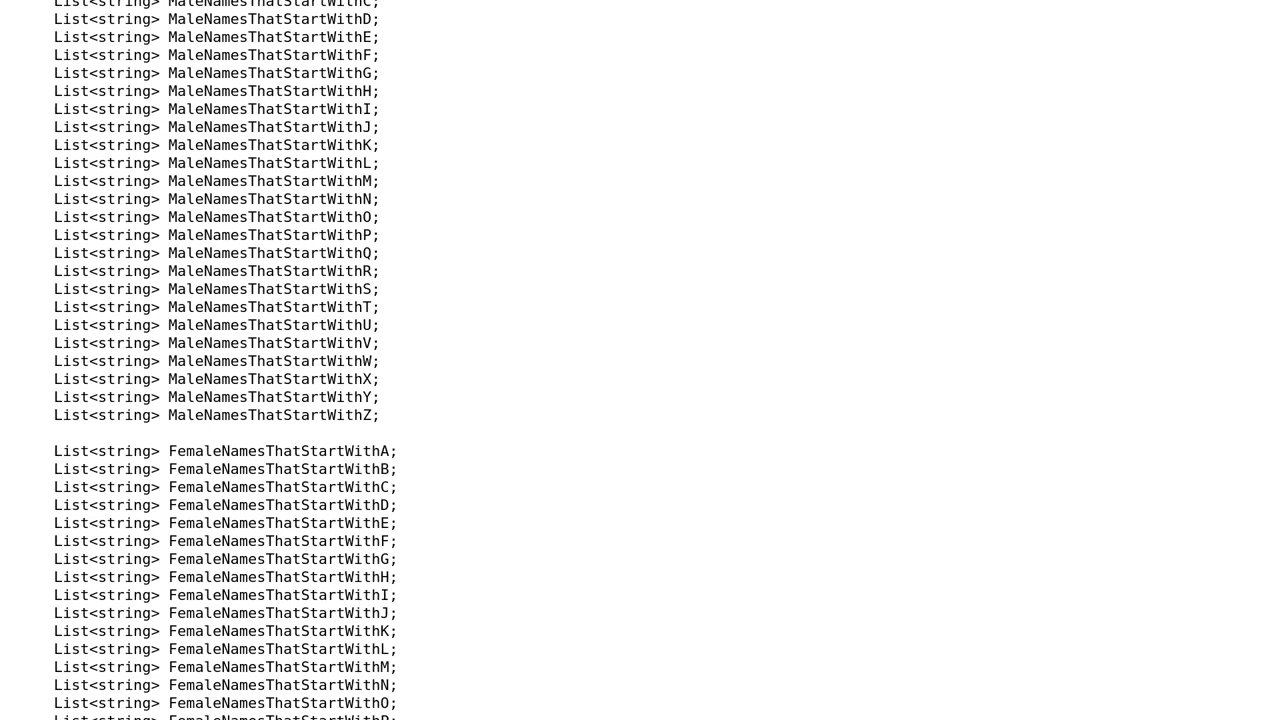 List<string> MaleNamesThatStartWithC;
List<string> MaleNamesThatStartWithD;
List<string> MaleNamesThatStartWithE;
List<string> MaleNamesThatStartWithF;
List<string> MaleNamesThatStartWithG;
List<string> MaleNamesThatStartWithH;
List<string> MaleNamesThatStartWithI;
List<string> MaleNamesThatStartWithJ;
List<string> MaleNamesThatStartWithK;
List<string> MaleNamesThatStartWithL;
List<string> MaleNamesThatStartWithM;
List<string> MaleNamesThatStartWithN;
List<string> MaleNamesThatStartWithO;
List<string> MaleNamesThatStartWithP;
List<string> MaleNamesThatStartWithQ;
List<string> MaleNamesThatStartWithR;
List<string> MaleNamesThatStartWithS;
List<string> MaleNamesThatStartWithT;
List<string> MaleNamesThatStartWithU;
List<string> MaleNamesThatStartWithV;
List<string> MaleNamesThatStartWithW;
List<string> MaleNamesThatStartWithX;
List<string> MaleNamesThatStartWithY;
List<string> MaleNamesThatStartWithZ;
List<string> FemaleNamesThatStartWithA;
List<string> FemaleNamesThatStartWithB;
List<string> FemaleNamesThatStartWithC;
List<string> FemaleNamesThatStartWithD;
List<string> FemaleNamesThatStartWithE;
List<string> FemaleNamesThatStartWithF;
List<string> FemaleNamesThatStartWithG;
List<string> FemaleNamesThatStartWithH;
List<string> FemaleNamesThatStartWithI;
List<string> FemaleNamesThatStartWithJ;
List<string> FemaleNamesThatStartWithK;
List<string> FemaleNamesThatStartWithL;
List<string> FemaleNamesThatStartWithM;
List<string> FemaleNamesThatStartWithN;
List<string> FemaleNamesThatStartWithO;
List<string> FemaleNamesThatStartWithP;